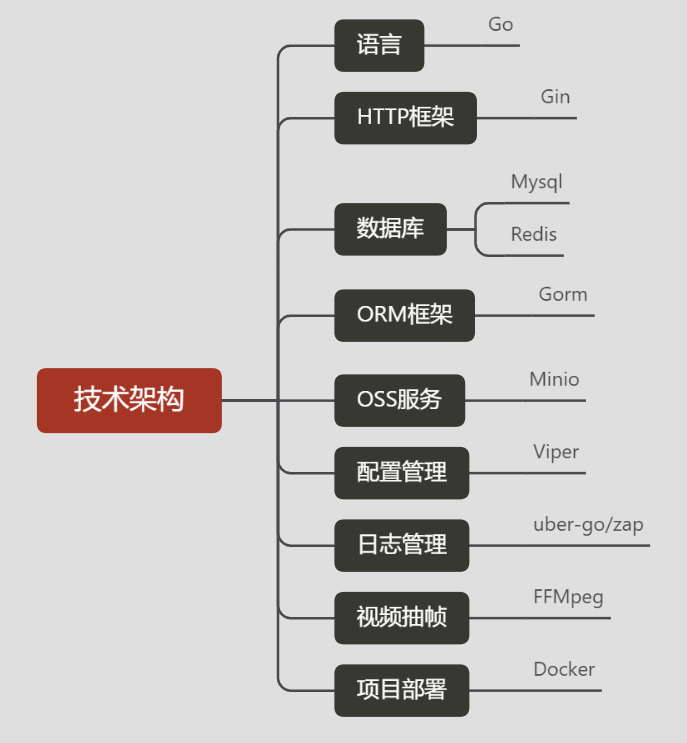 技术架构
语言
Go
HTTP框架
Gin
数据库
Mysql
Redis
ORM框架
Gorm
OSS服务
Minio
配置管理
Viper
日志管理
uber-go/zap
视频抽帧
FFMpeg
项目部署
Docker